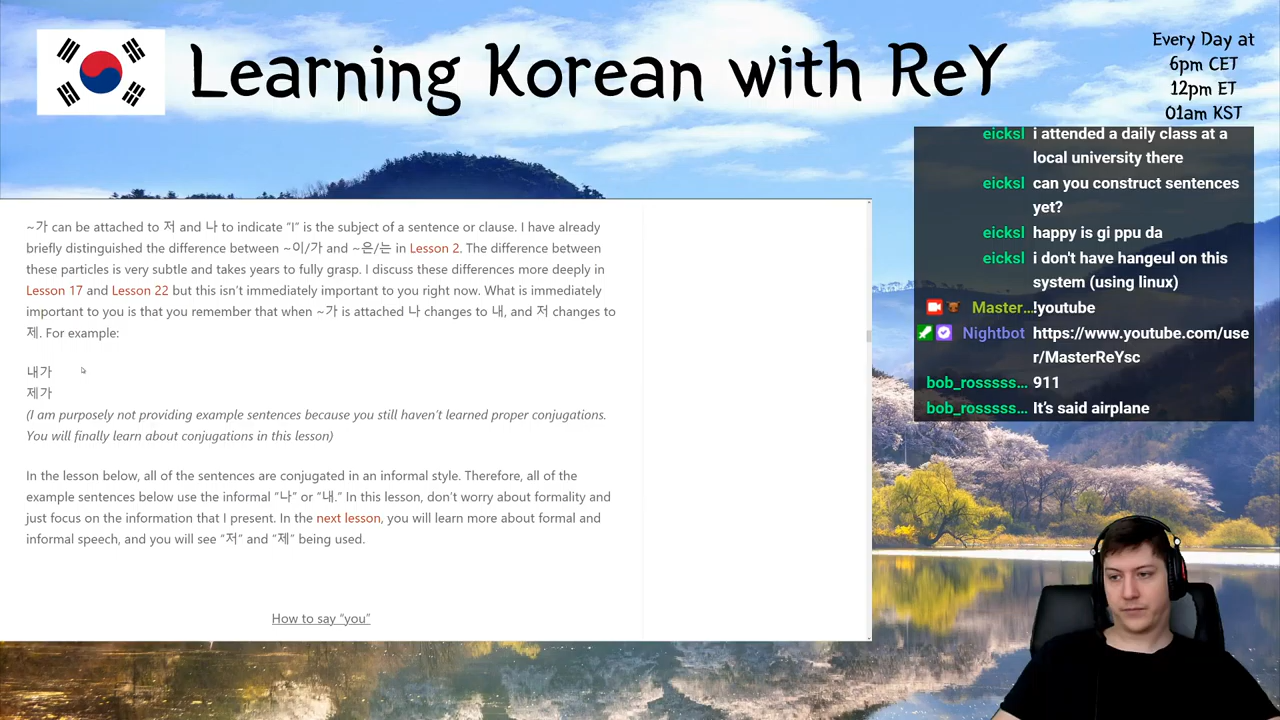 Learning Korean with ReY
Every Day at
6pm CET
12pm ET
01am KST
~가 can be attached to 저 and 나 to indicate “I” is the subject of a sentence or clause. I have already
briefly distinguished the difference between ~이/가 and ~은/는 in Lesson 2. The difference between
these particles is very subtle and takes years to fully grasp. I discuss these differences more deeply in
Lesson 17 and Lesson 22 but this isn’t immediately important to you right now. What is immediately
important to you is that you remember that when ~가 is attached 나 changes to 내, and 저 changes to
제. For example:
내가
제가
(I am purposely not providing example sentences because you still haven’t learned proper conjugations.
You will finally learn about conjugations in this lesson)
In the lesson below, all of the sentences are conjugated in an informal style. Therefore, all of the
example sentences below use the informal “나” or “내.” In this lesson, don’t worry about formality and
just focus on the information that I present. In the next lesson, you will learn more about formal and
informal speech, and you will see “저” and “제” being used.
How to say “you”
eicksl i attended a daily class at a
local university there
eicksl can you construct sentences
yet?
eicksl happy is gi ppu da
eicksl i don't have hangeul on this
system (using linux)
Master... !youtube
Nightbot https://www.youtube.com/use
r/MasterReYsc
bob_rosssss... 911
bob_rosssss... It’s said airplane